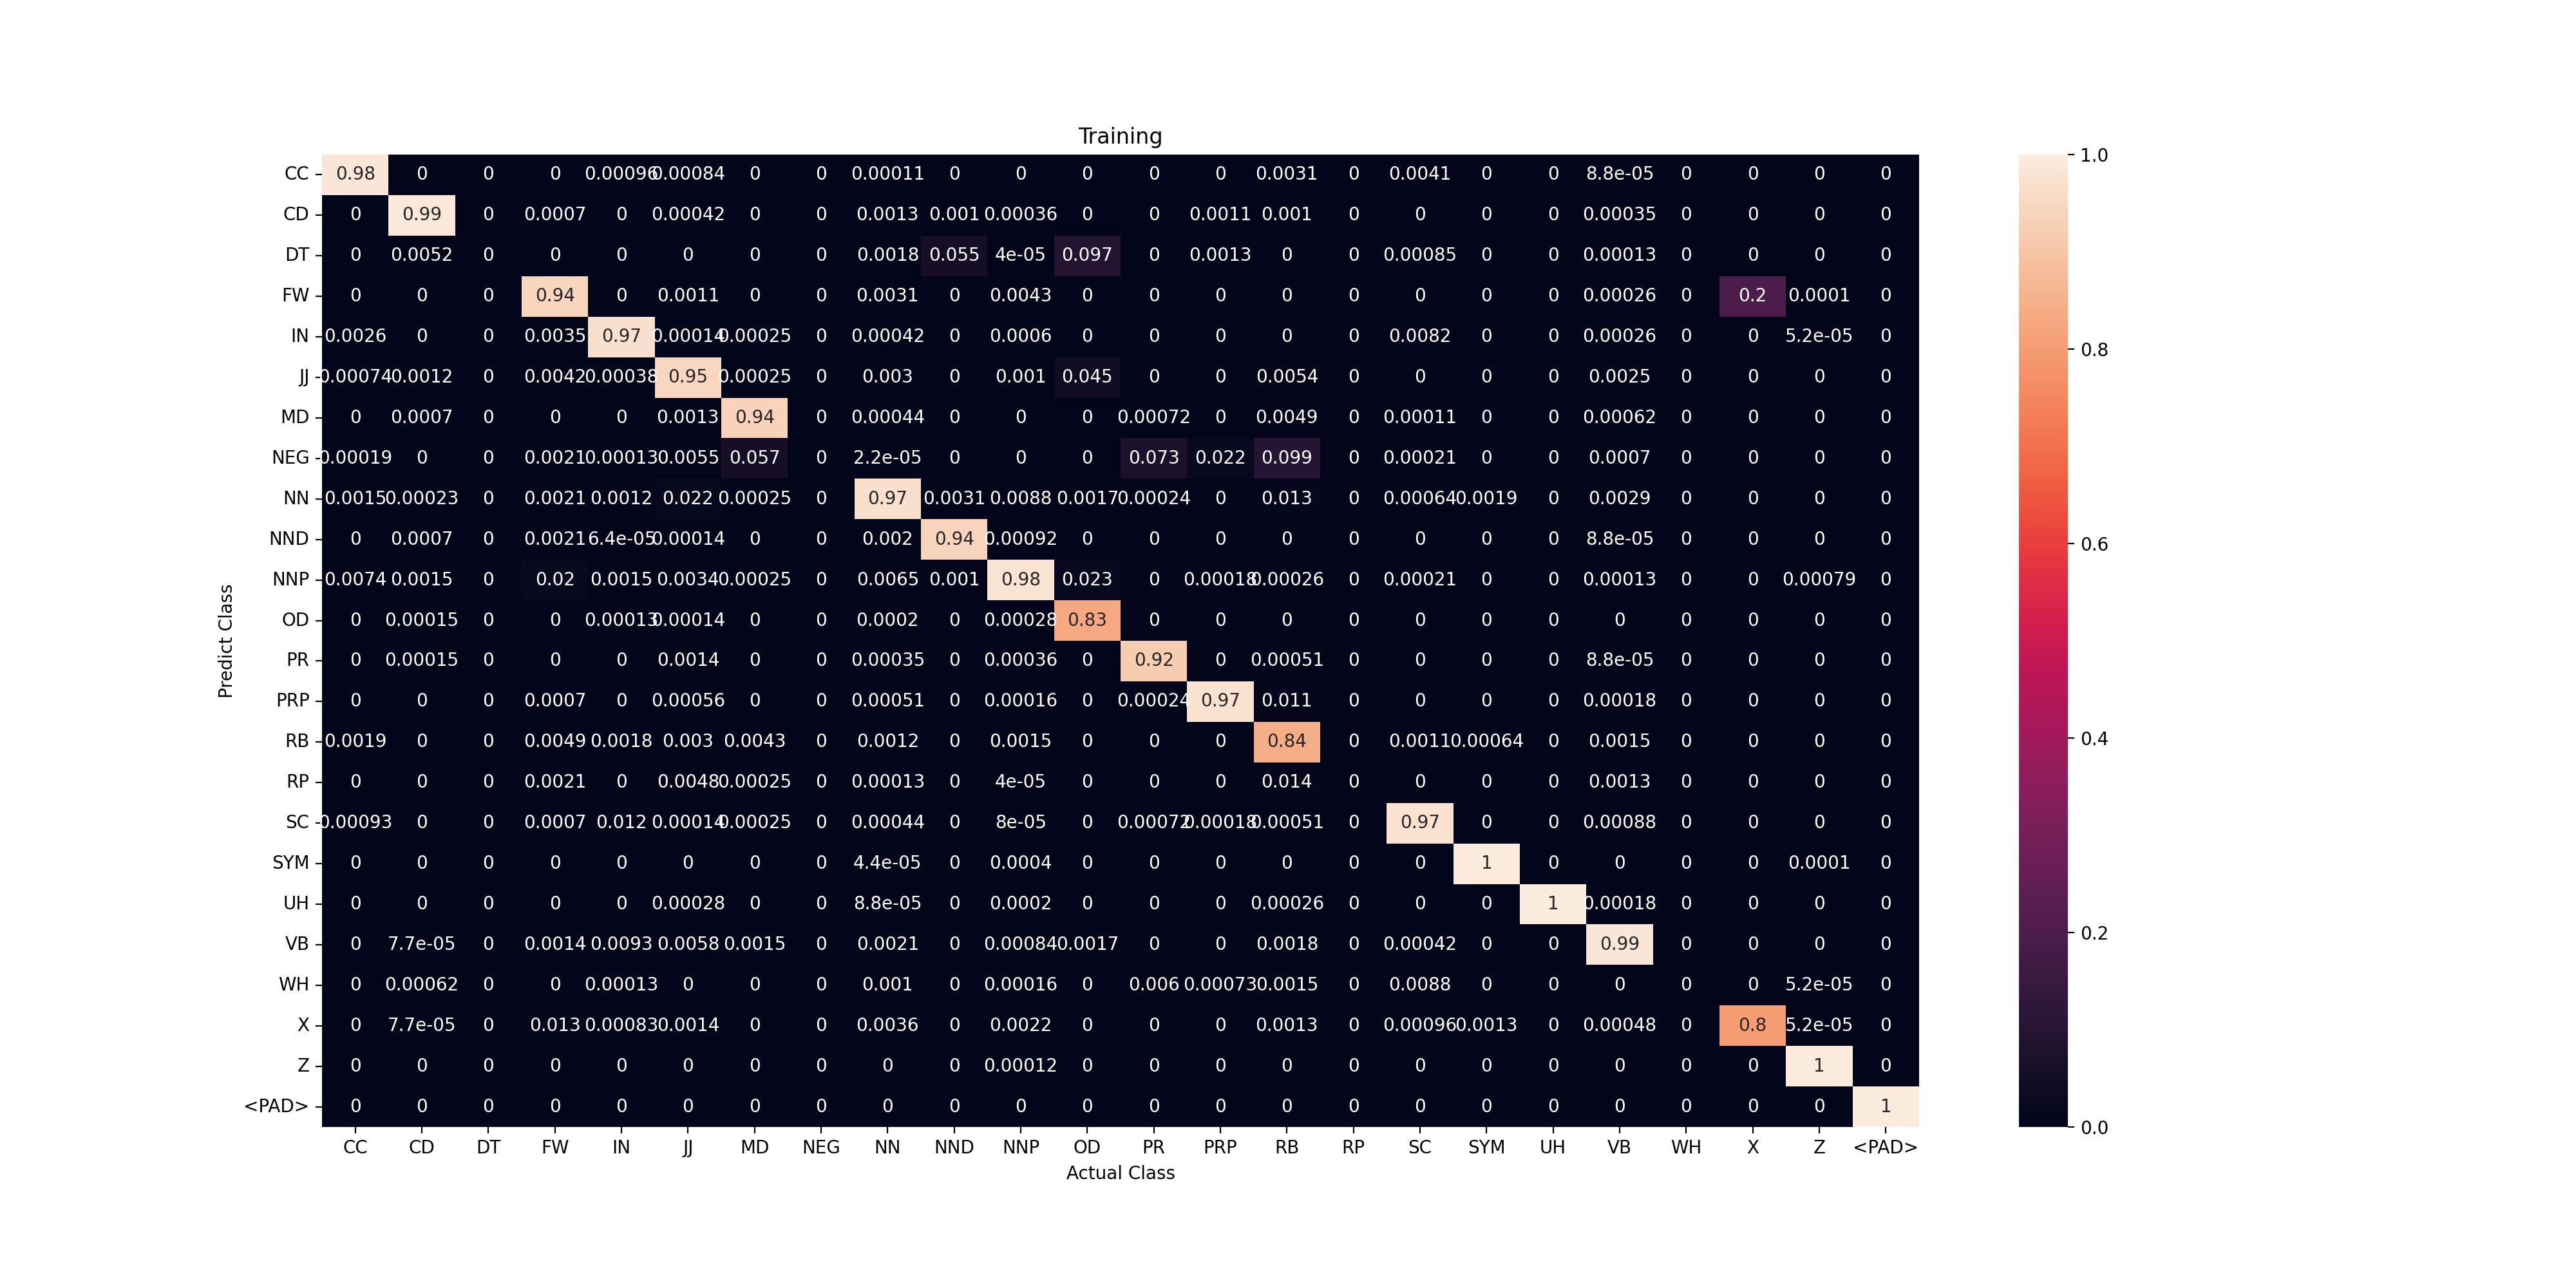 Training
CC 0.98 0 0 0 0.00096 0.00084 0 0 0.00011 0 0 0 0 0 0.0031 0 0.0041 0 0 8.8e-05 0 0 0 0 1.0
CD 0 0.99 0 0.0007 0 0.00042 0 0 0.0013 0.001 0.00036 0 0 0.0011 0.001 0 0 0 0 0.00035 0 0 0 0
DT 0 0.0052 0 0 0 0 0 0 0.0018 0.055 4e-05 0.097 0 0.0013 0 0 0.00085 0 0 0.00013 0 0 0 0
FW 0 0 0 0.94 0 0.0011 0 0 0.0031 0 0.0043 0 0 0 0 0 0 0 0 0.00026 0 0.2 0.0001 0
IN 0.0026 0 0 0.0035 0.97 0.00014 0.00025 0 0.00042 0 0.0006 0 0 0 0 0 0.0082 0 0 0.00026 0 0 5.2e-05 0 0.8
JJ 0.00074 0.0012 0 0.0042 0.00038 0.95 0.00025 0 0.003 0 0.001 0.045 0 0 0.0054 0 0 0 0 0.0025 0 0 0 0
MD 0 0.0007 0 0 0 0.0013 0.94 0 0.00044 0 0 0 0.00072 0 0.0049 0 0.00011 0 0 0.00062 0 0 0 0
NEG 0.00019 0 0 0.0021 0.00013 0.0055 0.057 0 2.2e-05 0 0 0 0.073 0.022 0.099 0 0.00021 0 0 0.0007 0 0 0 0
NN 0.0015 0.00023 0 0.0021 0.0012 0.022 0.00025 0 0.97 0.0031 0.0088 0.0017 0.00024 0 0.013 0 0.00064 0.0019 0 0.0029 0 0 0 0
NND 0 0.0007 0 0.0021 6.4e-05 0.00014 0 0 0.002 0.94 0.00092 0 0 0 0 0 0 0 0 8.8e-05 0 0 0 0 0.6
NNP 0.0074 0.0015 0 0.02 0.0015 0.0034 0.00025 0 0.0065 0.001 0.98 0.023 0 0.00018 0.00026 0 0.00021 0 0 0.00013 0 0 0.00079 0
OD 0 0.00015 0 0 0.00013 0.00014 0 0 0.0002 0 0.00028 0.83 0 0 0 0 0 0 0 0 0 0 0 0
Predict Class
PR 0 0.00015 0 0 0 0.0014 0 0 0.00035 0 0.00036 0 0.92 0 0.00051 0 0 0 0 8.8e-05 0 0 0 0
PRP 0 0 0 0.0007 0 0.00056 0 0 0.00051 0 0.00016 0 0.00024 0.97 0.011 0 0 0 0 0.00018 0 0 0 0
RB 0.0019 0 0 0.0049 0.0018 0.003 0.0043 0 0.0012 0 0.0015 0 0 0 0.84 0 0.0011 0.00064 0 0.0015 0 0 0 0 0.4
RP 0 0 0 0.0021 0 0.0048 0.00025 0 0.00013 0 4e-05 0 0 0 0.014 0 0 0 0 0.0013 0 0 0 0
SC 0.00093 0 0 0.0007 0.012 0.00014 0.00025 0 0.00044 0 8e-05 0 0.00072 0.00018 0.00051 0 0.97 0 0 0.00088 0 0 0 0
SYM 0 0 0 0 0 0 0 0 4.4e-05 0 0.0004 0 0 0 0 0 0 1 0 0 0 0 0.0001 0
UH 0 0 0 0 0 0.00028 0 0 8.8e-05 0 0.0002 0 0 0 0.00026 0 0 0 1 0.00018 0 0 0 0
VB 0 7.7e-05 0 0.0014 0.0093 0.0058 0.0015 0 0.0021 0 0.00084 0.0017 0 0 0.0018 0 0.00042 0 0 0.99 0 0 0 0 0.2
WH 0 0.00062 0 0 0.00013 0 0 0 0.001 0 0.00016 0 0.006 0.00073 0.0015 0 0.0088 0 0 0 0 0 5.2e-05 0
X 0 7.7e-05 0 0.013 0.00083 0.0014 0 0 0.0036 0 0.0022 0 0 0 0.0013 0 0.00096 0.0013 0 0.00048 0 0.8 5.2e-05 0
Z 0 0 0 0 0 0 0 0 0 0 0.00012 0 0 0 0 0 0 0 0 0 0 0 1 0
<PAD> 0 0 0 0 0 0 0 0 0 0 0 0 0 0 0 0 0 0 0 0 0 0 0 1 0.0
CC CD DT FW IN JJ MD NEG NN NND NNP OD PR PRP RB RP SC SYM UH VB WH X Z <PAD>
Actual Class